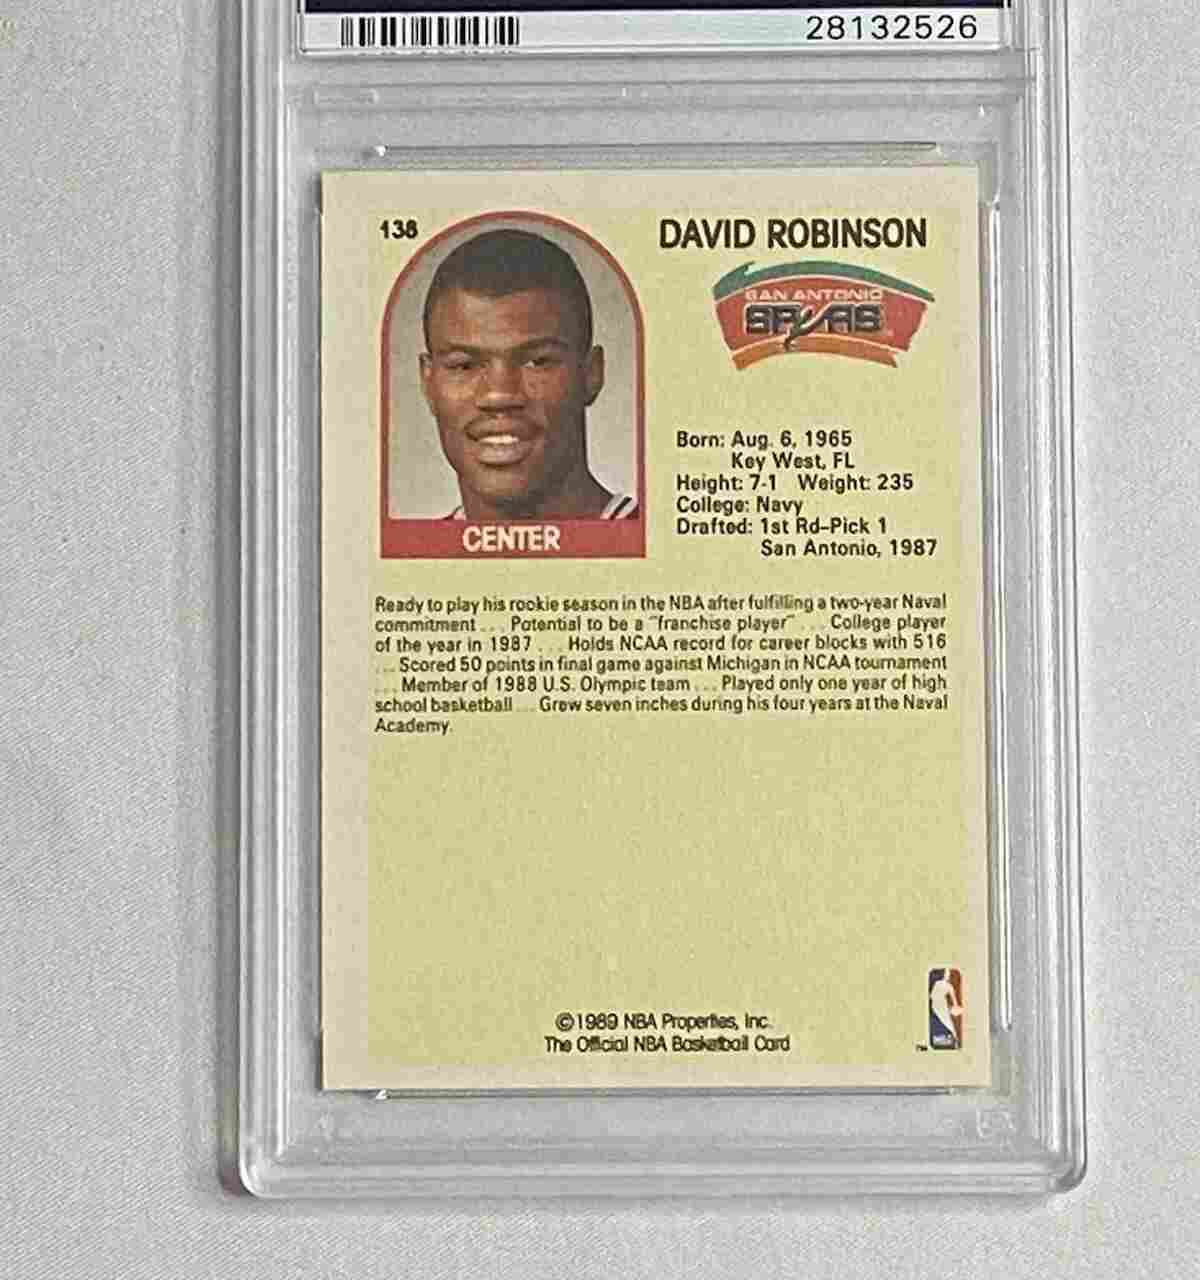 28132526
138
DAVID ROBINSON
SAN ANTONIO
SPURS
CENTER
Born: Aug. 6, 1965
Key West, FL
Height: 7-1 Weight: 235
College: Navy
Drafted: 1st Rd-Pick 1
San Antonio, 1987
Ready to play his rookie season in the NBA after fulfilling a two-year Naval
commitment ... Potential to be a "franchise player" ... College player
of the year in 1987 ... Holds NCAA record for career blocks with 516
... Scored 50 points in final game against Michigan in NCAA tournament
... Member of 1988 U.S. Olympic team ... Played only one year of high
school basketball ... Grew seven inches during his four years at the Naval
Academy.
©1989 NBA Properties, Inc.
The Official NBA Basketball Card
TM